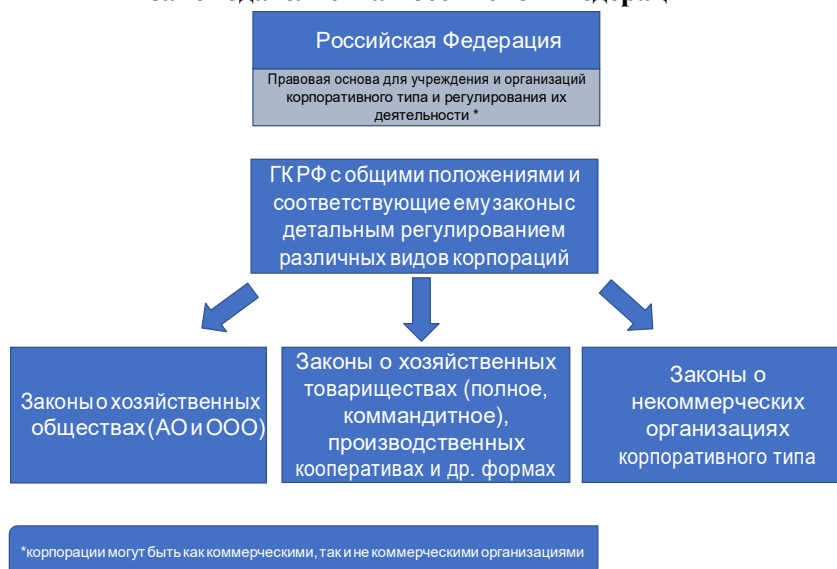 Российская Федерация
Правовая основа для учреждения и организаций
корпоративного типа и регулирования их
деятельности *
ГК РФ с общими положениями и
соответствующие ему законы с
детальным регулированием
различных видов корпораций
Законы о хозяйственных
обществах (АО и ООО)
Законы о хозяйственных
товариществах (полное,
коммандитное),
производственных
кооперативах и др. формах
Законы о
некоммерческих
организациях
корпоративного типа
*корпорации могут быть как коммерческими, так и не коммерческими организациями